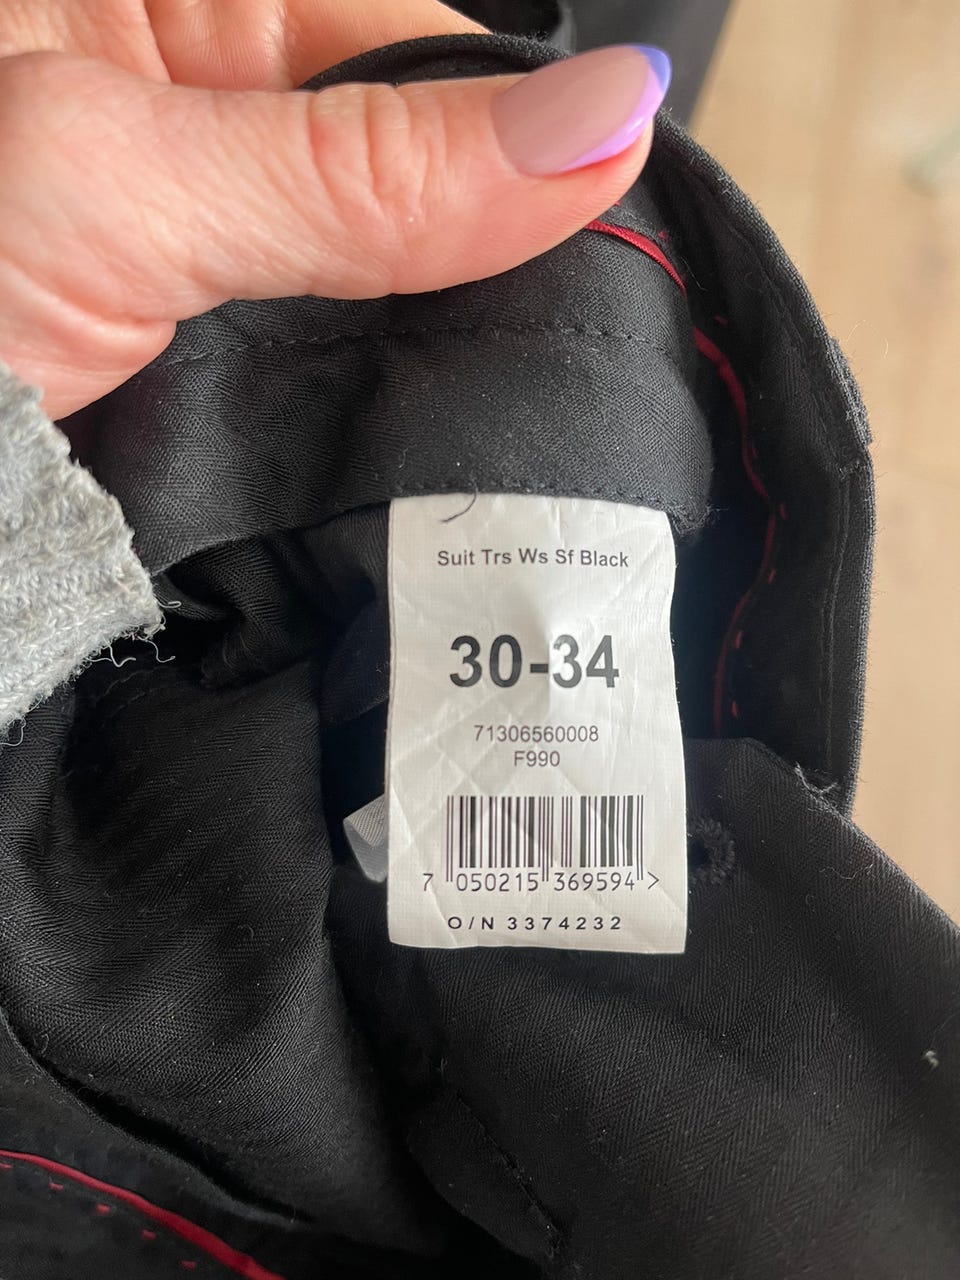 Suit Trs Ws Sf Black
30-34
71306560008
F990
7 050215 369594 >
O/N 3374232